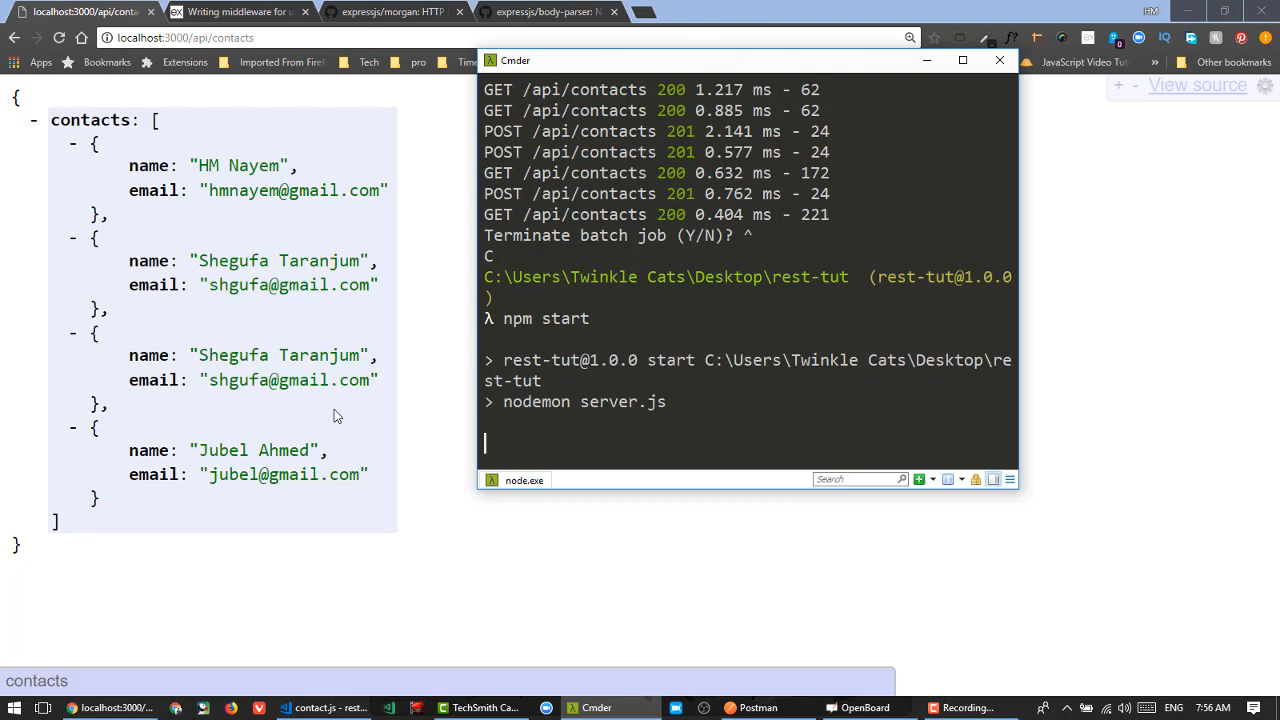 localhost:3000/api/conta
Writing middleware for u
expressjs/morgan: HTTP
expressjs/body-parser: N
HM
localhost:3000/api/contacts
Apps
Bookmarks
Extensions
Imported From Firef
Tech
pro
Time
JavaScript Video Tut
»
Other bookmarks
+ - View source
{
- contacts: [
- {
name: "HM Nayem",
email: "hmnayem@gmail.com"
},
- {
name: "Shegufa Taranjum",
email: "shgufa@gmail.com"
},
- {
name: "Shegufa Taranjum",
email: "shgufa@gmail.com"
},
- {
name: "Jubel Ahmed",
email: "jubel@gmail.com"
}
]
}
contacts
Cmder
GET /api/contacts 200 1.217 ms - 62
GET /api/contacts 200 0.885 ms - 62
POST /api/contacts 201 2.141 ms - 24
POST /api/contacts 201 0.577 ms - 24
GET /api/contacts 200 0.632 ms - 172
POST /api/contacts 201 0.762 ms - 24
GET /api/contacts 200 0.404 ms - 221
Terminate batch job (Y/N)? ^
C
C:\Users\Twinkle Cats\Desktop\rest-tut (rest-tut@1.0.0
)
λ npm start
> rest-tut@1.0.0 start C:\Users\Twinkle Cats\Desktop\re
st-tut
> nodemon server.js
node.exe
Search
localhost:3000/...
contact.js - rest...
TechSmith Ca...
Cmder
Postman
OpenBoard
Recording...
ENG
7:56 AM